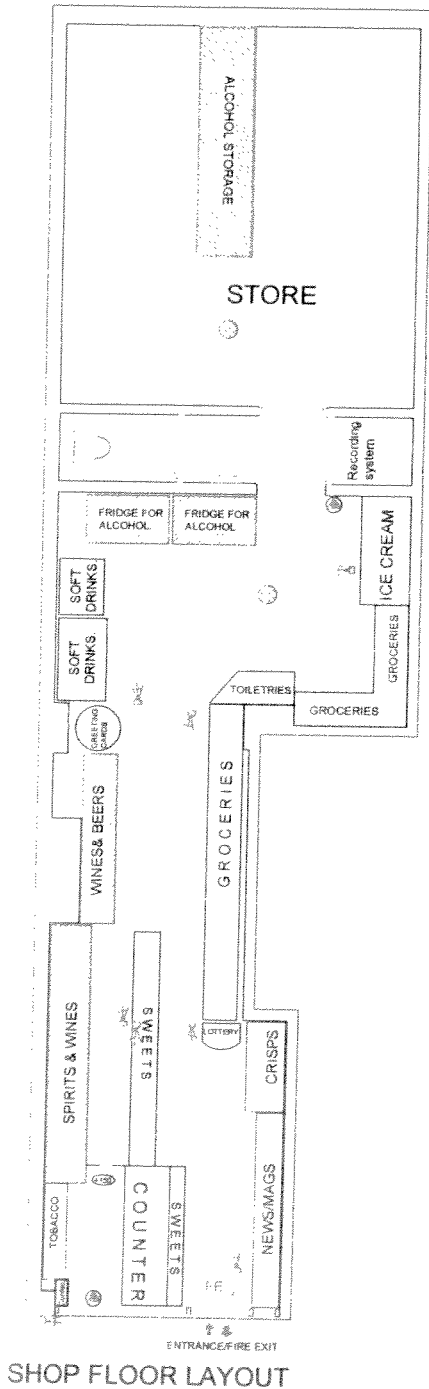 ALCOHOL STORAGE
STORE
Recording
system
FRIDGE FOR
ALCOHOL
FRIDGE FOR
ALCOHOL
ICE CREAM
SOFT
DRINKS.
SOFT
DRINKS.
GROCERIES
TOILETRIES
GROCERIES
GREETING
CARDS
GROCERIES
WINES& BEERS
SWEETS
LOTTERY
SPIRITS & WINES
CRISPS
TOBACCO
COUNTER
SWEETS
NEWS/MAGS
ENTRANCE/FIRE EXIT
SHOP FLOOR LAYOUT